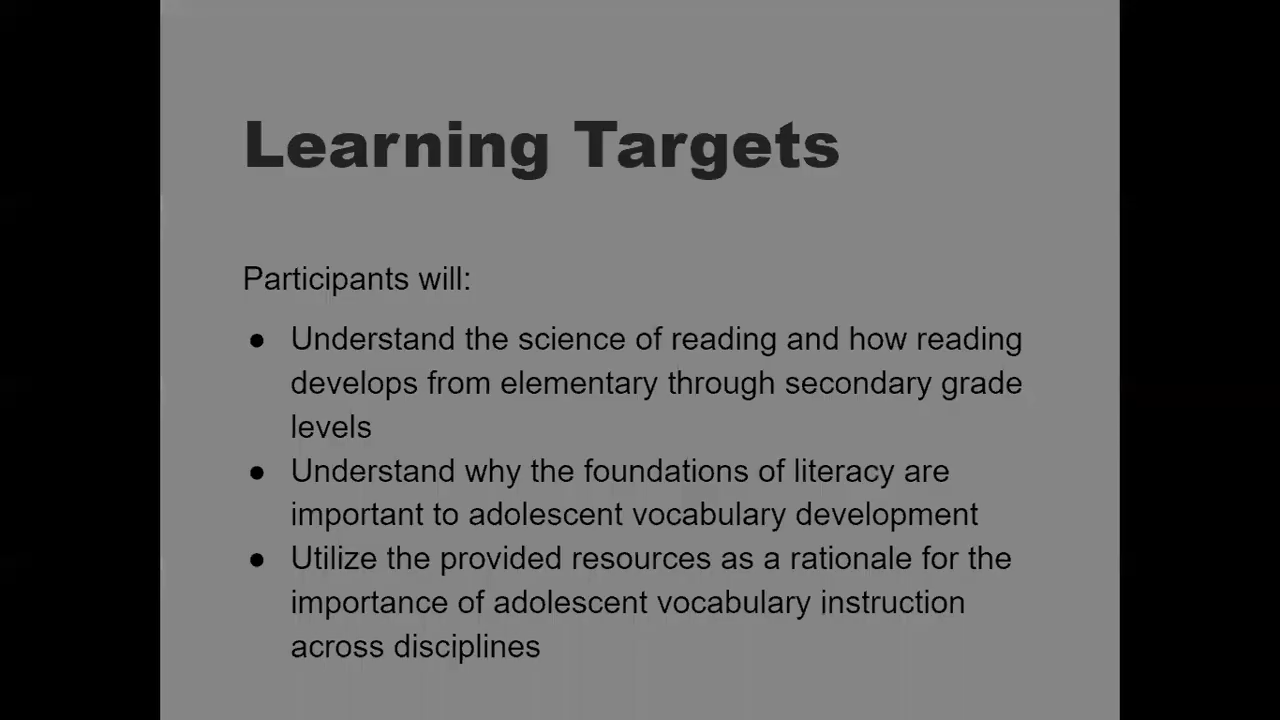 Learning Targets
Participants will:
● Understand the science of reading and how reading
develops from elementary through secondary grade
levels
● Understand why the foundations of literacy are
important to adolescent vocabulary development
● Utilize the provided resources as a rationale for the
importance of adolescent vocabulary instruction
across disciplines